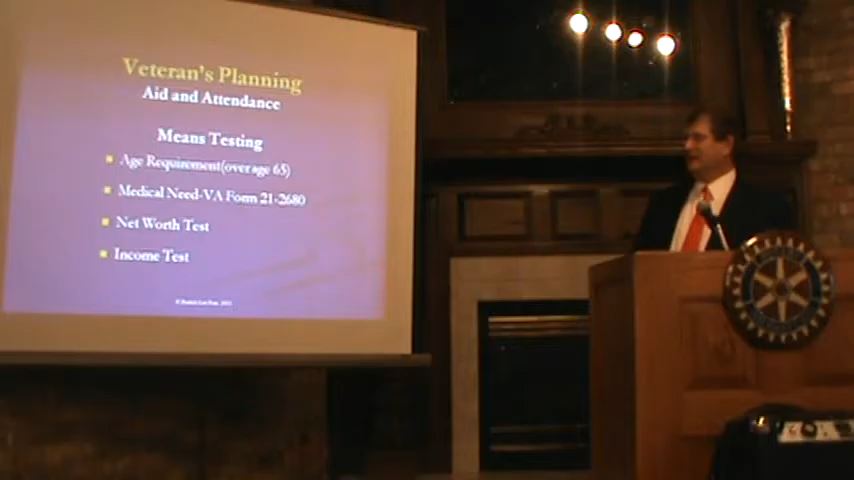 Veteran's Planning
Aid and Attendance
Means Testing
Age Requirement(over age 65)
Medical Need-VA Form 21-2680
Net Worth Test
Income Test